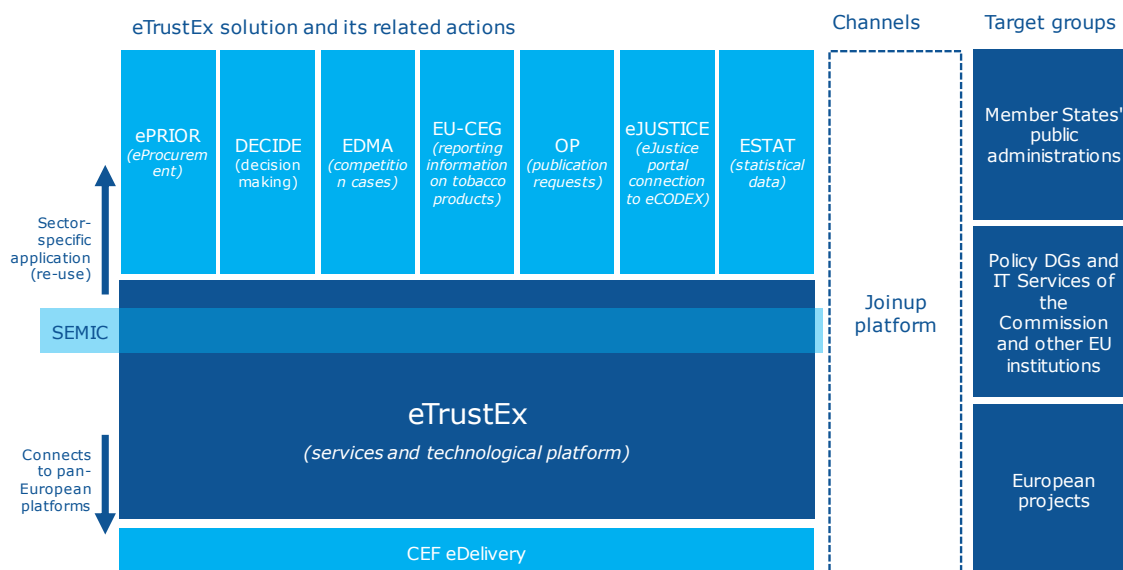 eTrustEx solution and its related actions
Channels
Target groups
ePRIOR
(eProcurem
ent)
DECIDE
(decision
making)
EDMA
(competitio
n cases)
EU-CEG
(reporting
information
on tobacco
products)
OP
(publication
requests)
eJUSTICE
(eJustice
portal
connection
to eCODEX)
ESTAT
(statistical
data)
Sector-
specific
application
(re-use)
SEMIC
eTrustEx
(services and technological platform)
Connects
to pan-
European
platforms
CEF eDelivery
Joinup
platform
Member States'
public
administrations
Policy DGs and
IT Services of
the
Commission
and other EU
institutions
European
projects